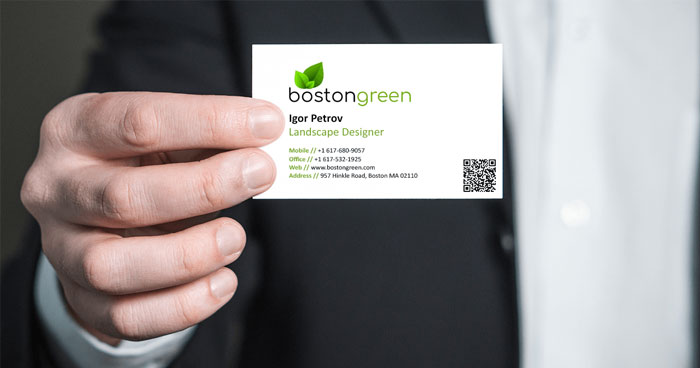 bostongreen
Igor Petrov
Landscape Designer
Mobile // +1 617-680-9057
Office // +1 617-532-1925
Web // www.bostongreen.com
Address // 957 Hinkle Road, Boston MA 02110